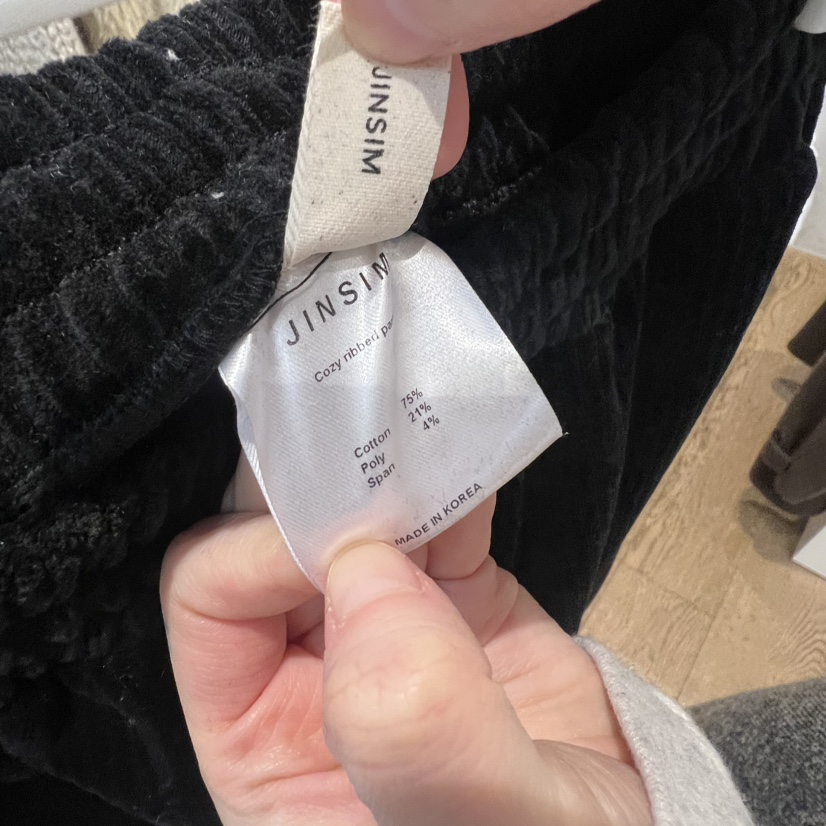 JINSIM
JINSIM
Cozy ribbed
Cotton 75%
Poly 21%
Span 4%
MADE IN KOREA